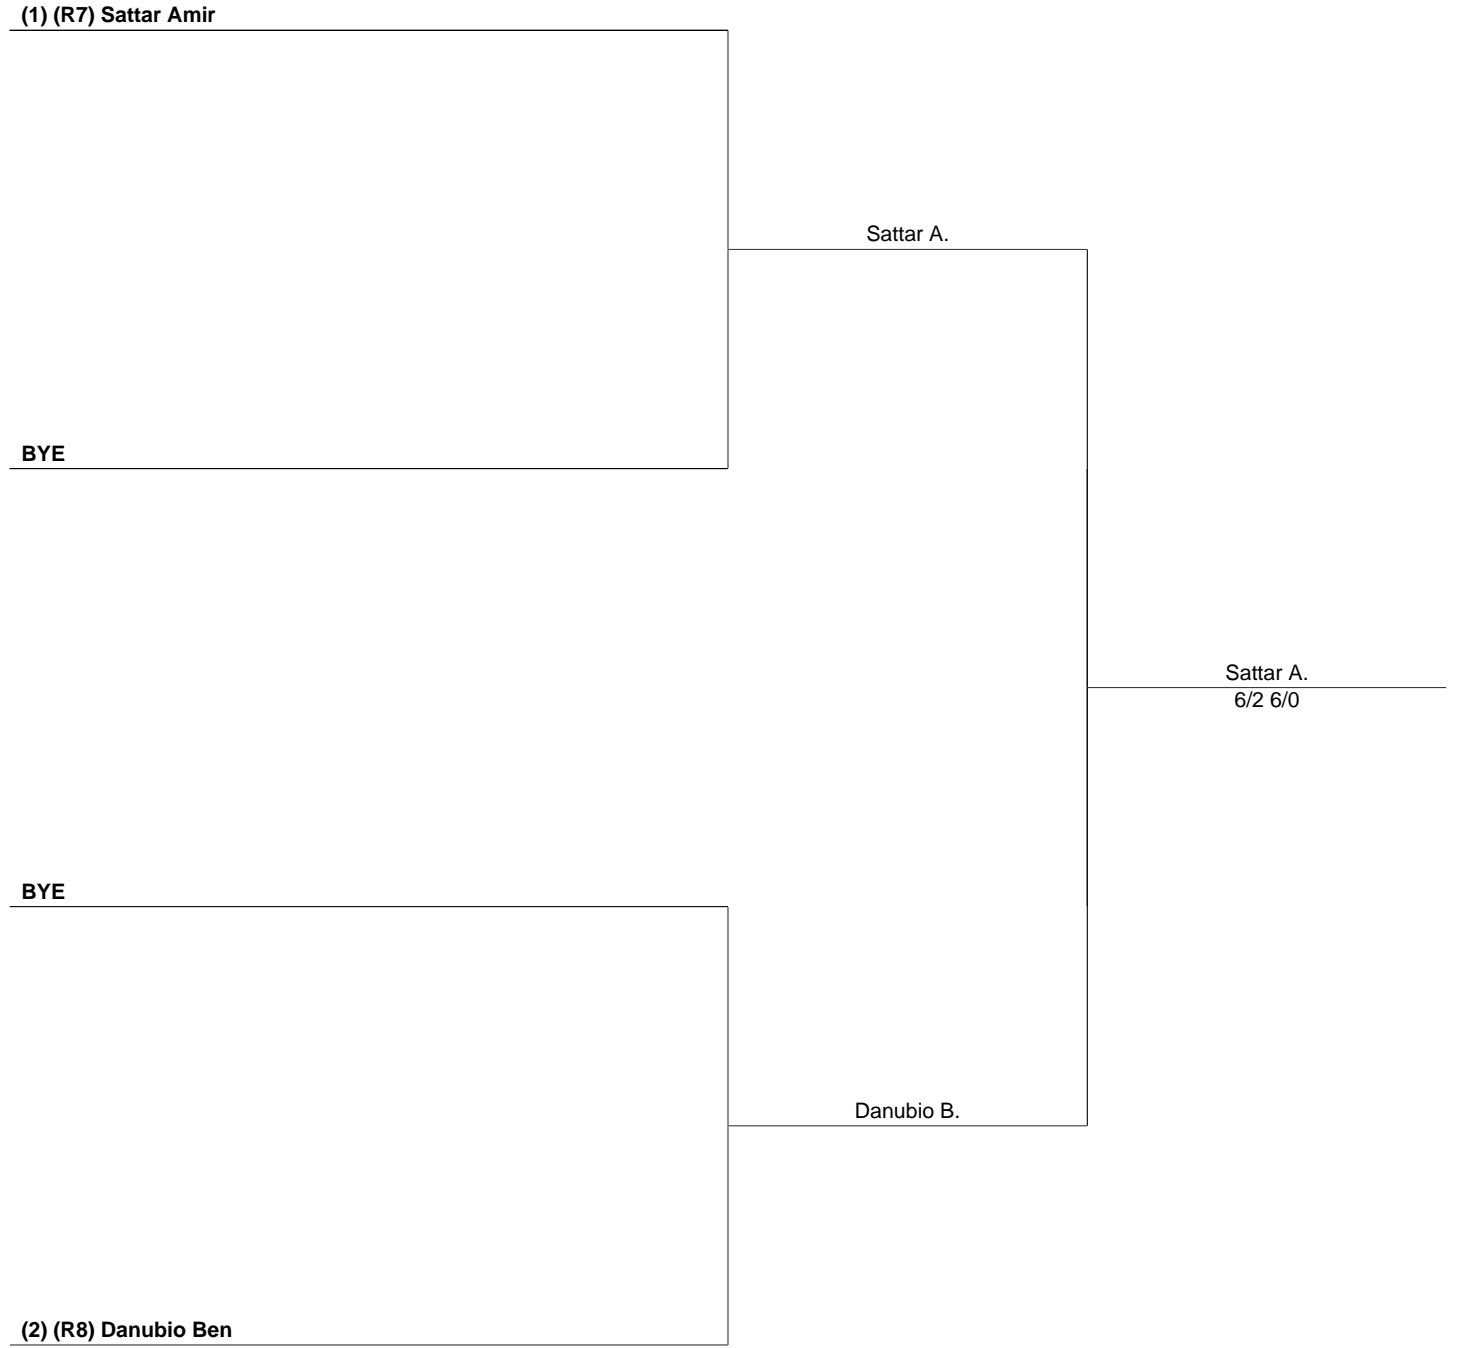 (1) (R7) Sattar Amir
Sattar A.
BYE
Sattar A.
6/2 6/0
BYE
Danubio B.
(2) (R8) Danubio Ben